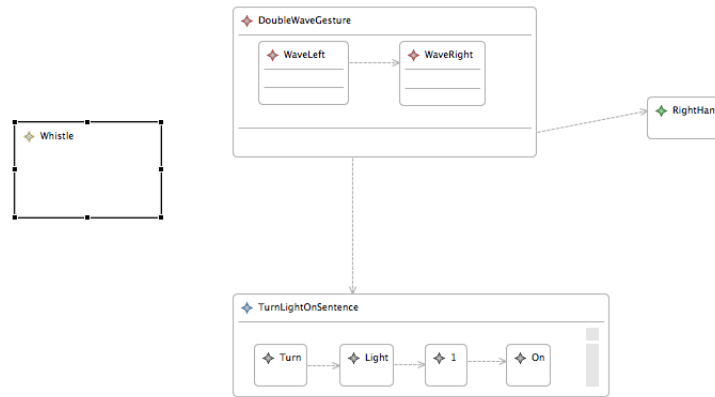 DoubleWaveGesture
WaveLeft
WaveRight
RightHan
Whistle
TurnLightOnSentence
Turn
Light
1
On